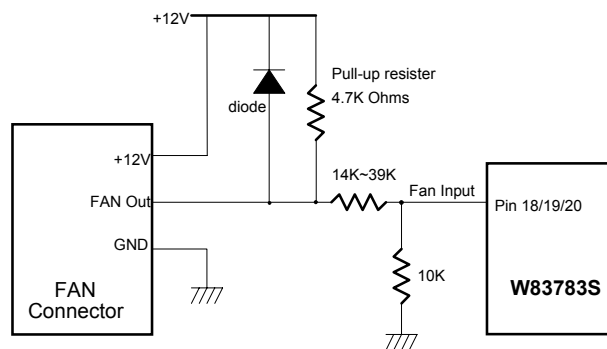 +12V
Pull-up resister
4.7K Ohms
diode
14K~39K
Fan Input
+12V
FAN Out
GND
Pin 18/19/20
10K
W83783S
FAN
Connector